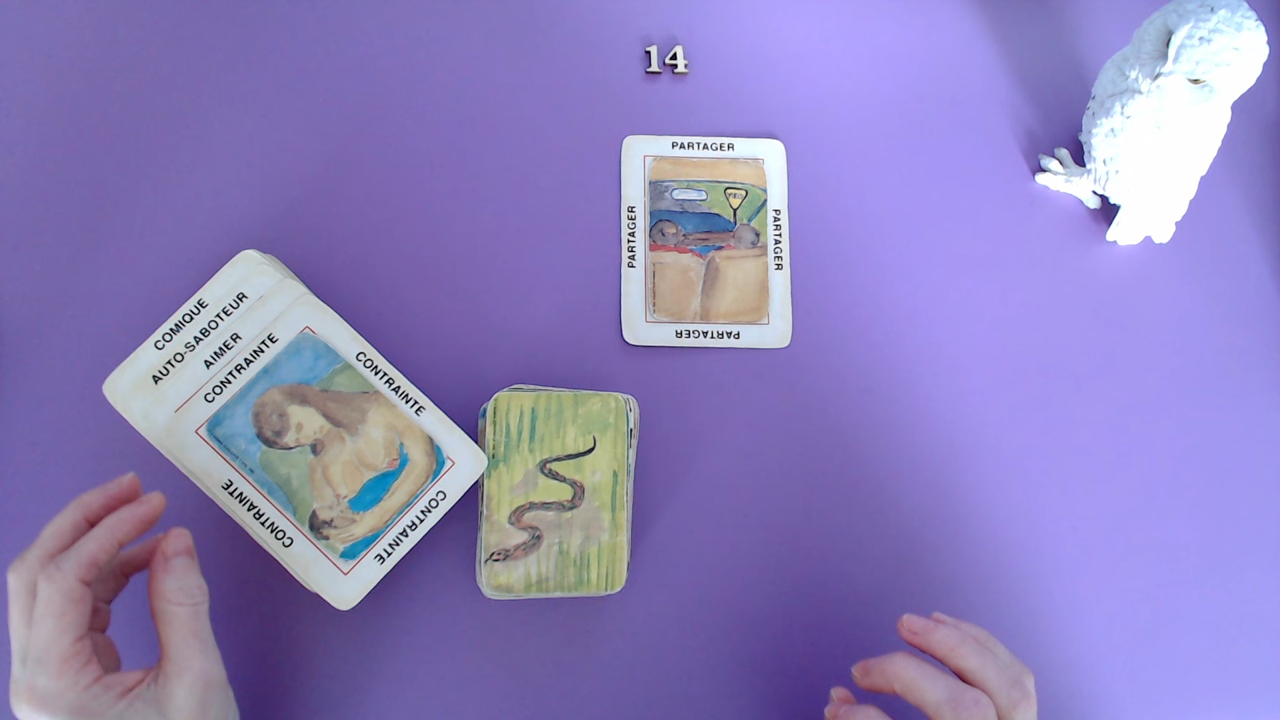 14
PARTAGER
PARTAGER
PARTAGER
PARTAGER
COMIQUE
AUTO-SABOTEUR
AIMER
CONTRAINTE
CONTRAINTE
CONTRAINTE
CONTRAINTE